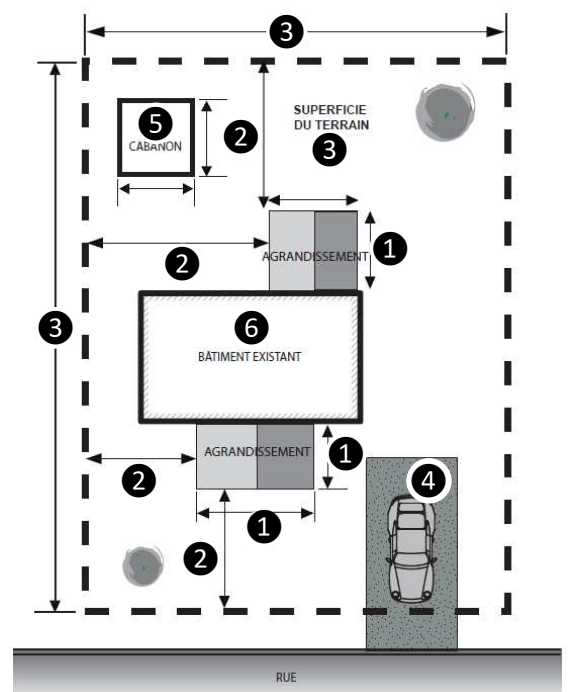 3
5
CABANON
2
SUPERFICIE
DU TERRAIN
3
2
AGRANDISSEMENT
1
3
6
BÂTIMENT EXISTANT
AGRANDISSEMENT
1
2
4
1
2
RUE